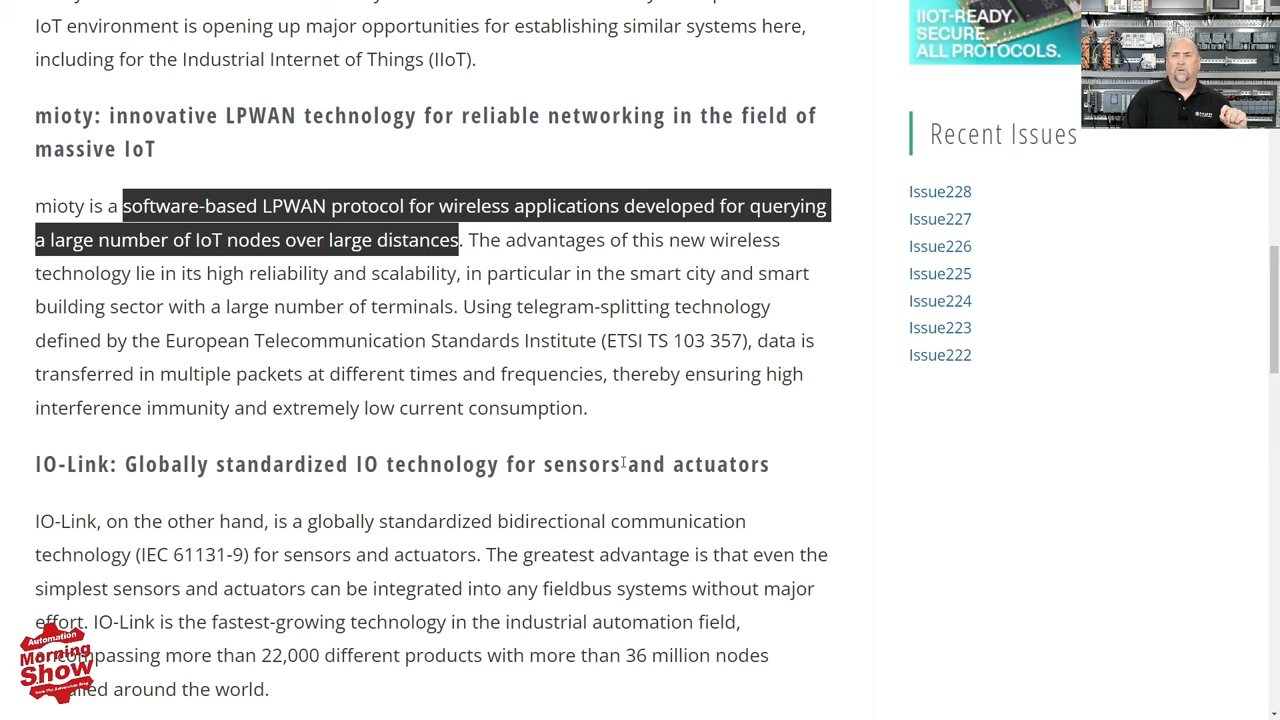 IoT environment is opening up major opportunities for establishing similar systems here,
including for the Industrial Internet of Things (IIoT).
mioty: innovative LPWAN technology for reliable networking in the field of
massive IoT
mioty is a software-based LPWAN protocol for wireless applications developed for querying
a large number of IoT nodes over large distances. The advantages of this new wireless
technology lie in its high reliability and scalability, in particular in the smart city and smart
building sector with a large number of terminals. Using telegram-splitting technology
defined by the European Telecommunication Standards Institute (ETSI TS 103 357), data is
transferred in multiple packets at different times and frequencies, thereby ensuring high
interference immunity and extremely low current consumption.
IO-Link: Globally standardized IO technology for sensors and actuators
IO-Link, on the other hand, is a globally standardized bidirectional communication
technology (IEC 61131-9) for sensors and actuators. The greatest advantage is that even the
simplest sensors and actuators can be integrated into any fieldbus systems without major
effort. IO-Link is the fastest-growing technology in the industrial automation field,
mpassing more than 22,000 different products with more than 36 million nodes
around the world.
IIOT-READY.
SECURE.
ALL PROTOCOLS.
Recent Issues
Issue228
Issue227
Issue226
Issue225
Issue224
Issue223
Issue222
Automation
Morning
Show